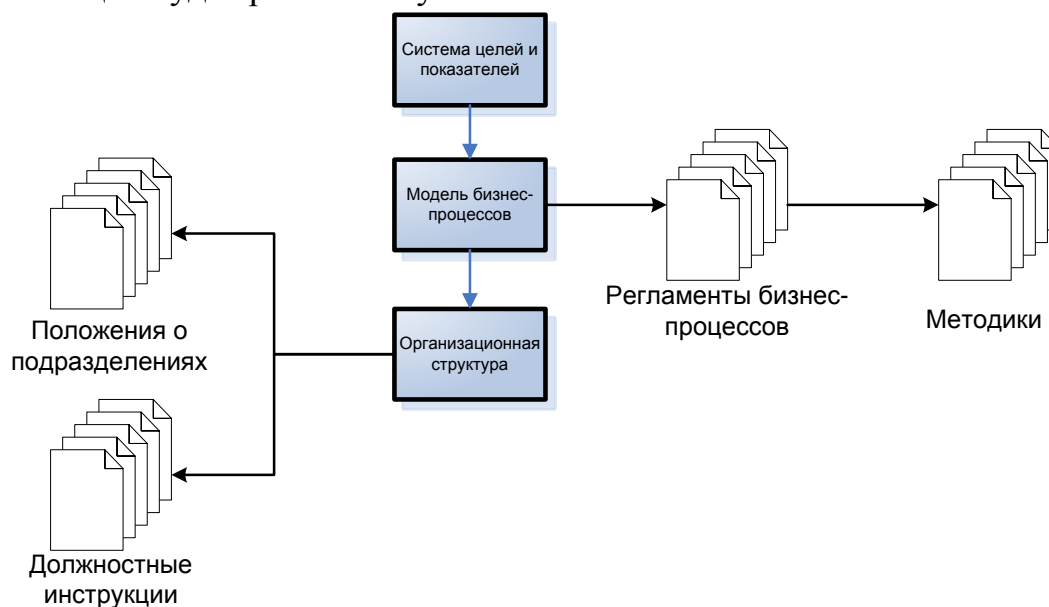 Система целей и
показателей
Модель бизнес-
процессов
Регламенты бизнес-
процессов
Методики
Организационная
структура
Положения о
подразделениях
Должностные
инструкции